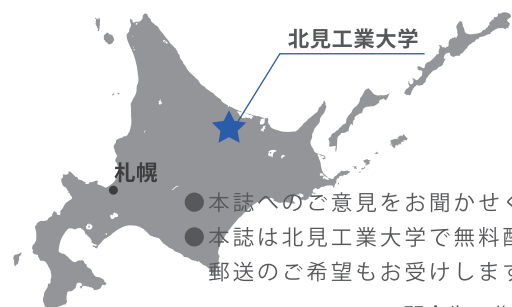 北見工業大学
札幌
●本誌へのご意見をお聞かせく
●本誌は北見工業大学で無料配
郵送のご希望もお受けします